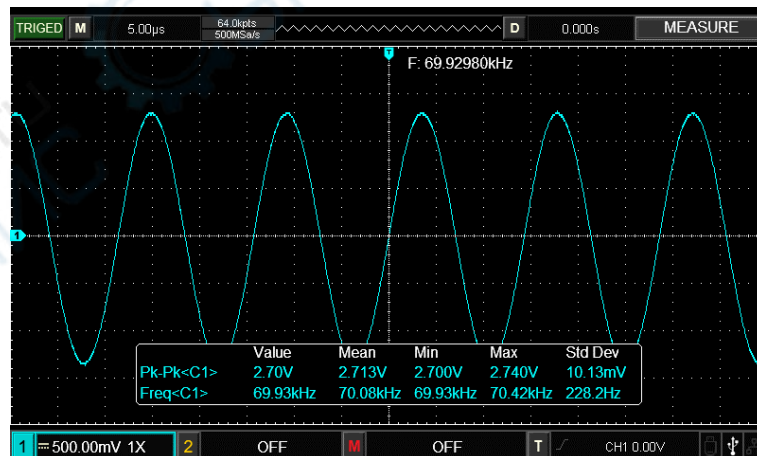 TRIGED M 5.00µs 64.0kpts 500MSa/s D 0.000s MEASURE
T
F: 69.92980kHz
1
Value Mean Min Max Std Dev
Pk-Pk<C1> 2.70V 2.713V 2.700V 2.740V 10.13mV
Freq<C1> 69.93kHz 70.08kHz 69.93kHz 70.42kHz 228.2Hz
1 500.00mV 1X 2 OFF M OFF T CH1 0.00V